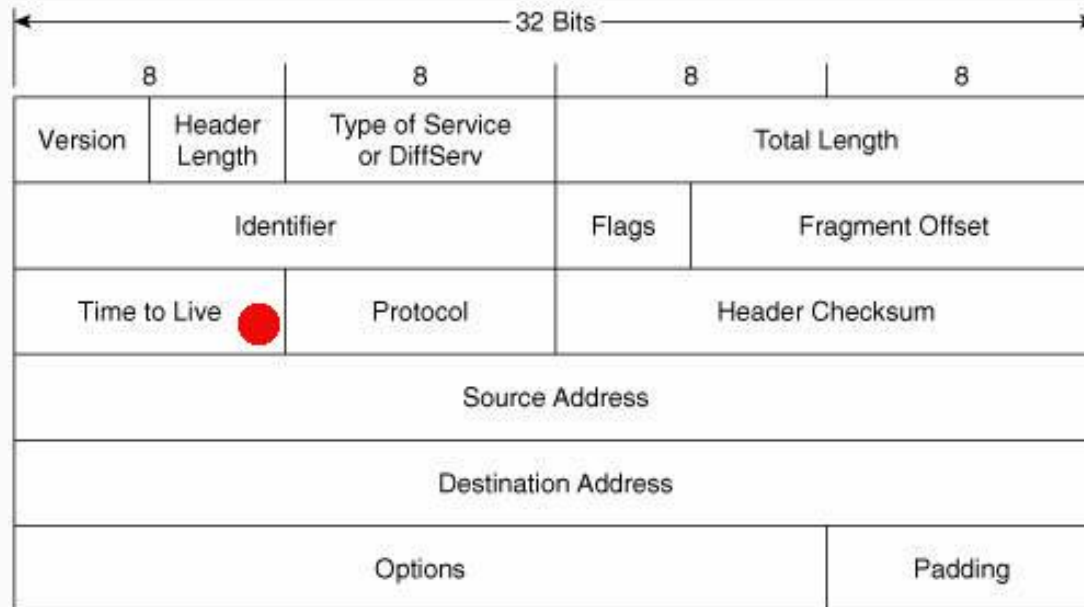 32 Bits
8 8 8 8
Version Header Length Type of Service or DiffServ Total Length
Identifier Flags Fragment Offset
Time to Live Protocol Header Checksum
Source Address
Destination Address
Options Padding